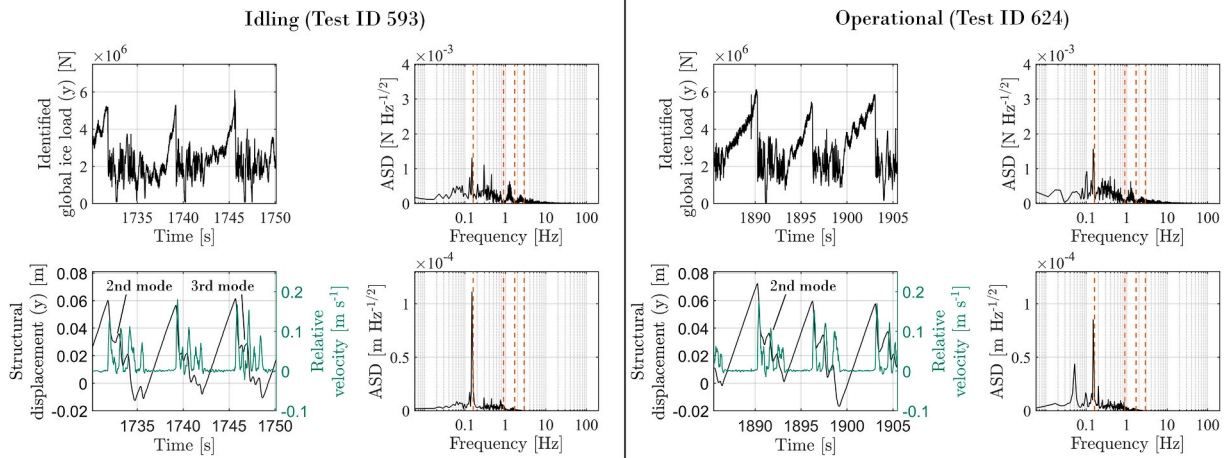 Idling (Test ID 593)
Identified
global ice load (y) [N]
×10⁶
6
4
2
0
1735 1740 1745 1750
Time [s]
ASD [N Hz^-1/2)]
×10⁻³
4
3
2
1
0
0.1 1 10 100
Frequency [Hz]
Structural
displacement (y) [m]
0.08
0.06
0.04
0.02
0
-0.02
2nd mode 3rd mode
1735 1740 1745 1750
Time [s]
0.2
0.1
0
-0.1
Relative
velocity [m s⁻¹]
ASD [m Hz^-1/2)]
×10⁻⁴
1
0.5
0
0.1 1 10 100
Frequency [Hz]
Operational (Test ID 624)
Identified
global ice load (y) [N]
×10⁶
6
4
2
0
1890 1895 1900 1905
Time [s]
ASD [N Hz^-1/2)]
×10⁻³
4
3
2
1
0
0.1 1 10 100
Frequency [Hz]
Structural
displacement (y) [m]
0.08
0.06
0.04
0.02
0
-0.02
2nd mode
1890 1895 1900 1905
Time [s]
0.2
0.1
0
-0.1
Relative
velocity [m s⁻¹]
ASD [m Hz^-1/2)]
×10⁻⁴
1
0.5
0
0.1 1 10 100
Frequency [Hz]